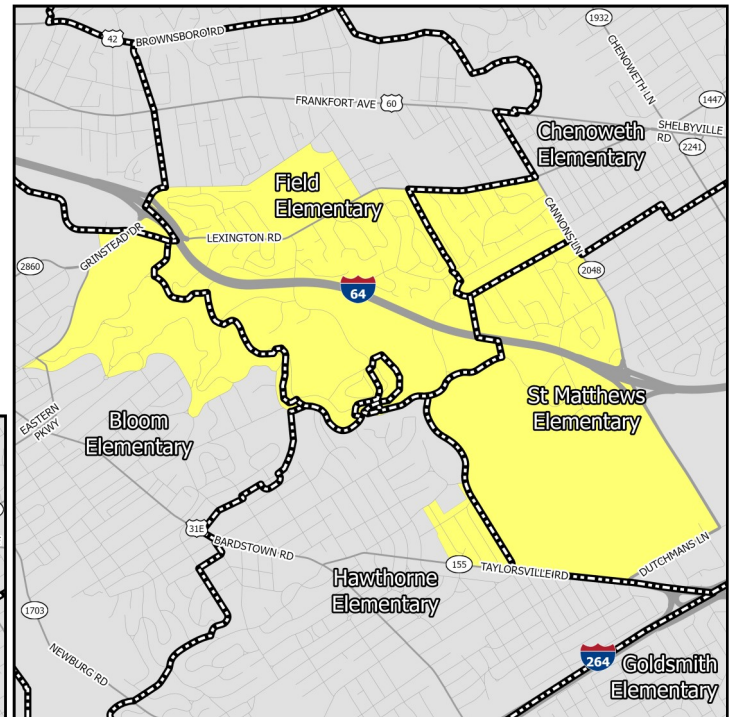 1932
42
BROWNSBORO RD
CHENOWETH LN
FRANKFORT AVE
60
1447
SHELBYVILLE
RD
2241
Chenoweth
Elementary
Field
Elementary
CANNONS LN
LEXINGTON RD
GRINSTEAD DR
2860
2048
64
St Matthews
Elementary
Bloom
Elementary
EASTERN
PKWY
31E
BARDSTOWN RD
155
TAYLORSVILLE RD
DUTCHMANS LN
Hawthorne
Elementary
1703
NEWBURG RD
264
Goldsmith
Elementary